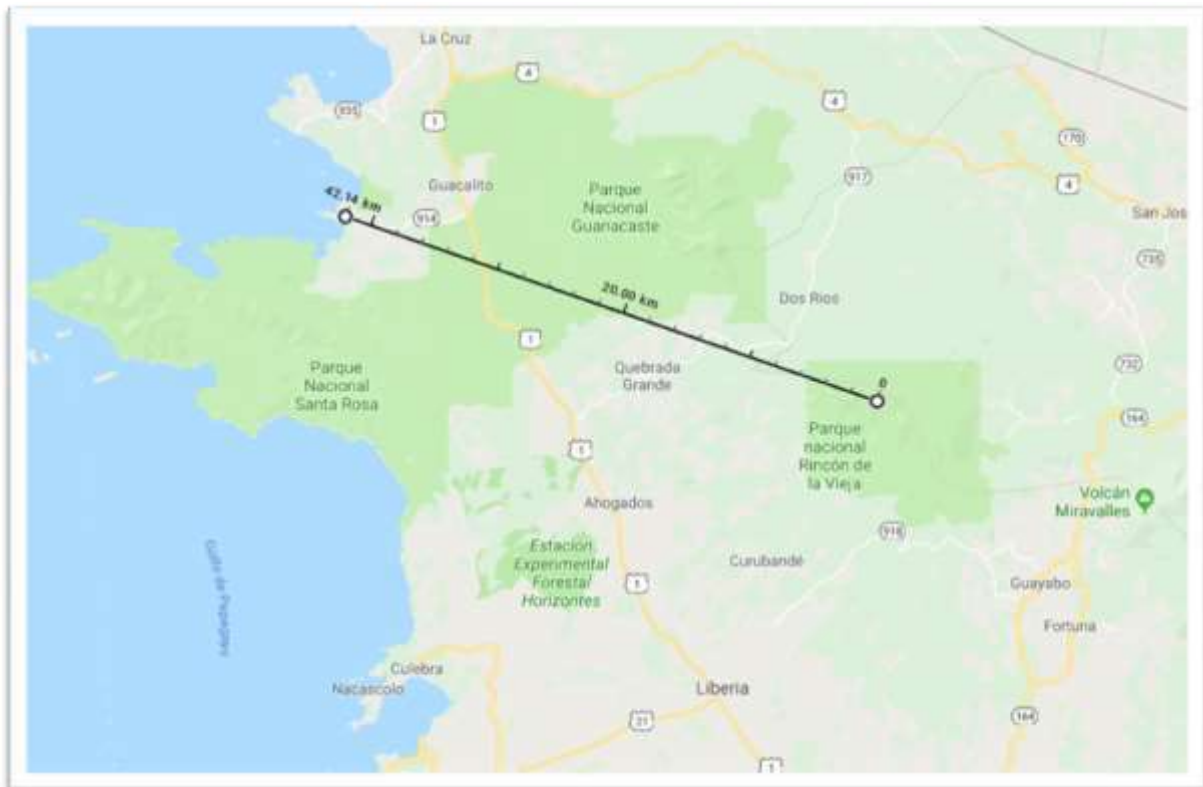 La Cruz
4
935
1
4
170
Guacalito
Parque
Nacional
Guanacaste
917
4
42.14 km
914
San Jos
735
20.00 km
Dos Rios
1
Quebrada
Grande
732
Parque
Nacional
Santa Rosa
0
164
Parque
nacional
Rincón de
la Vieja
1
Volcán
Miravalles
Ahogados
918
Golfo de Papagayo
Estación
Experimental
Forestal
Horizontes
Curubandé
1
Guayabo
Fortuna
Culebra
Nacascolo
Liberia
21
164
1